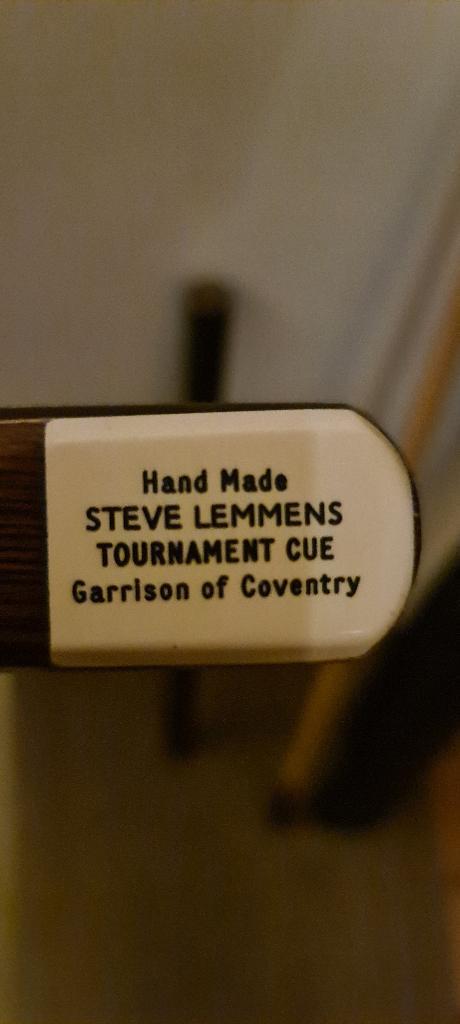 Hand Made
STEVE LEMMENS
TOURNAMENT CUE
Garrison of Coventry